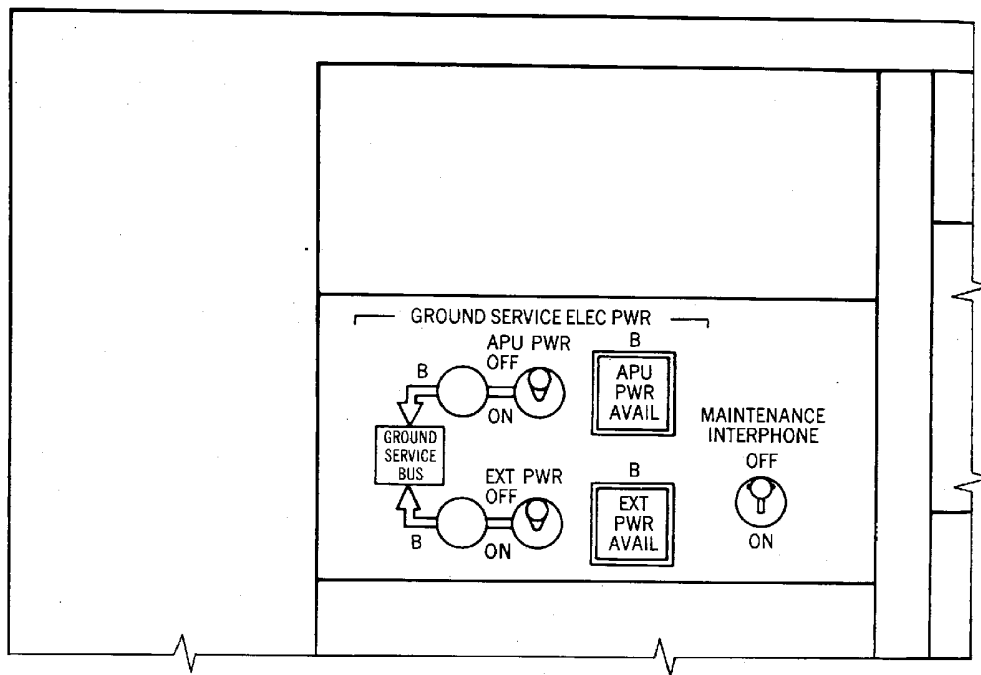 GROUND SERVICE ELEC PWR
APU PWR
OFF
B
ON
B
APU
PWR
AVAIL
GROUND
SERVICE
BUS
EXT PWR
OFF
B
ON
B
EXT
PWR
AVAIL
MAINTENANCE
INTERPHONE
OFF
ON